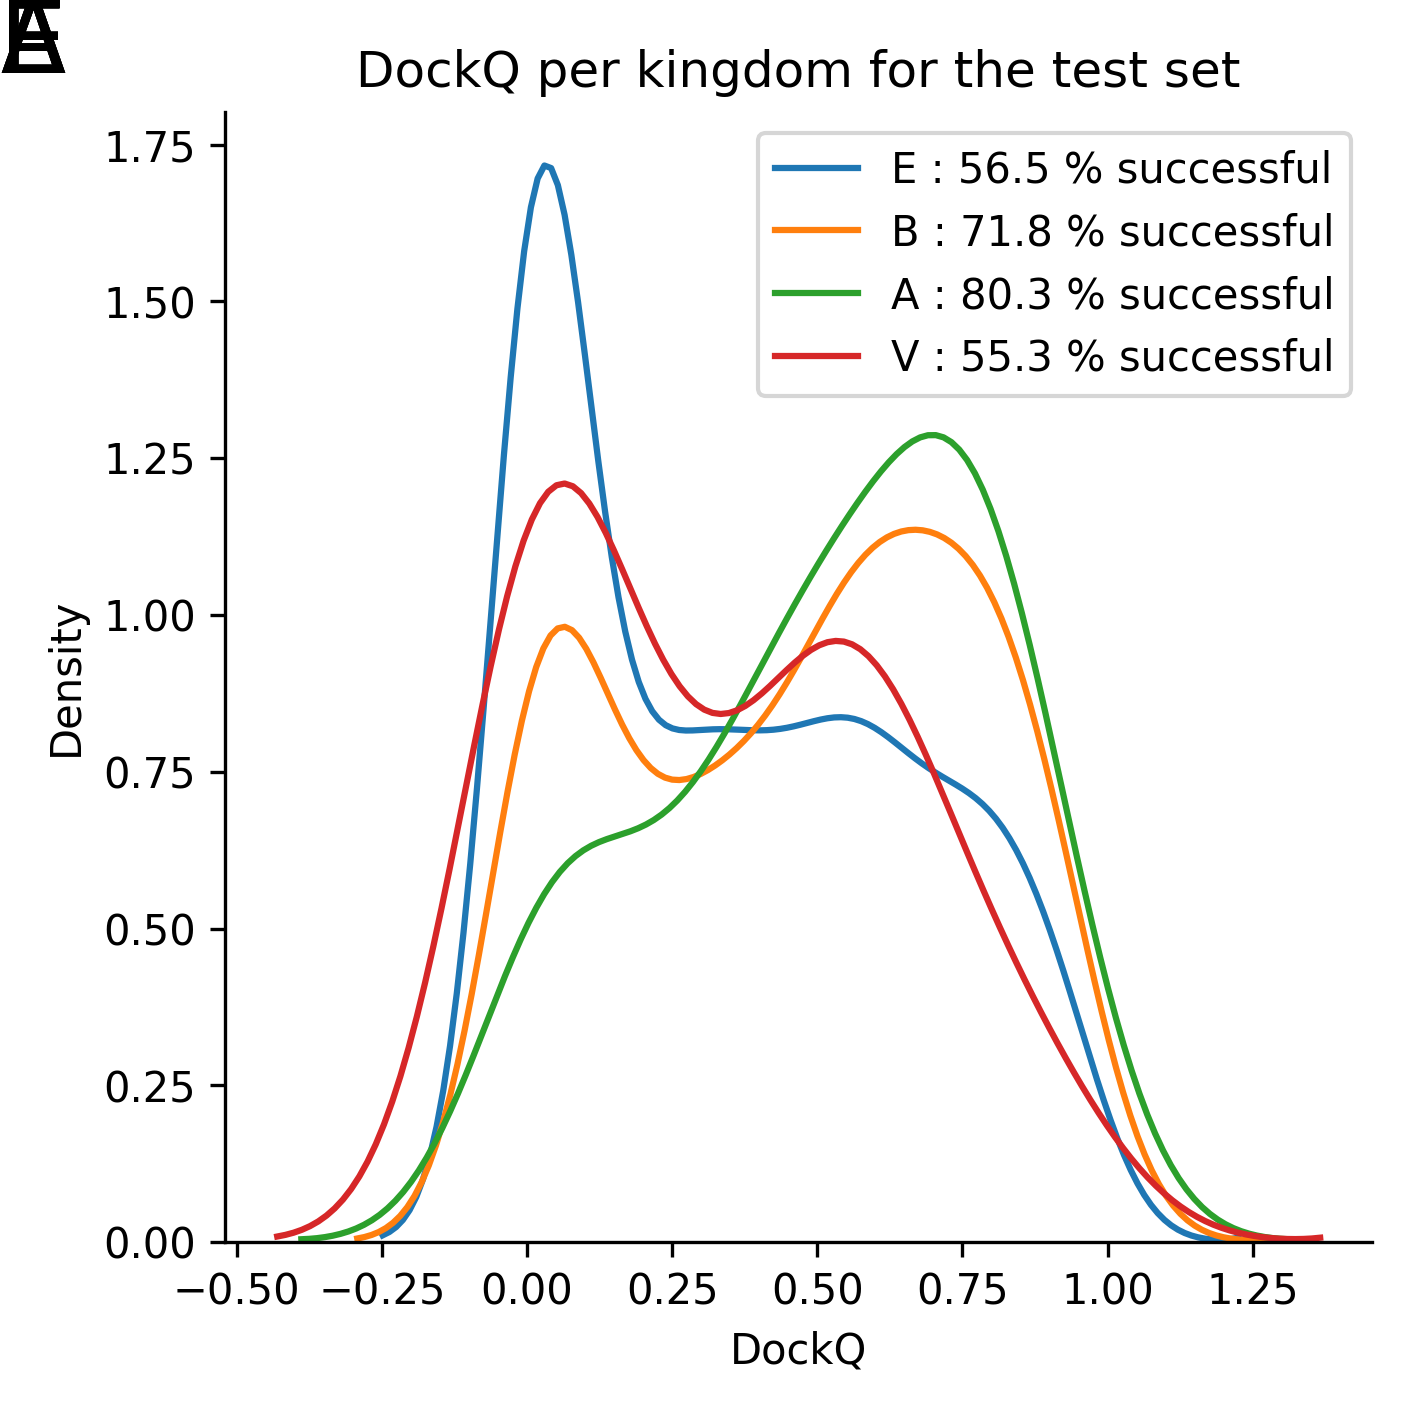 DockQ per kingdom for the test set
E : 56.5 % successful
B : 71.8 % successful
A : 80.3 % successful
V : 55.3 % successful
1.75
1.50
1.25
1.00
0.75
0.50
0.25
0.00
Density
−0.50 −0.25 0.00 0.25 0.50 0.75 1.00 1.25
DockQ